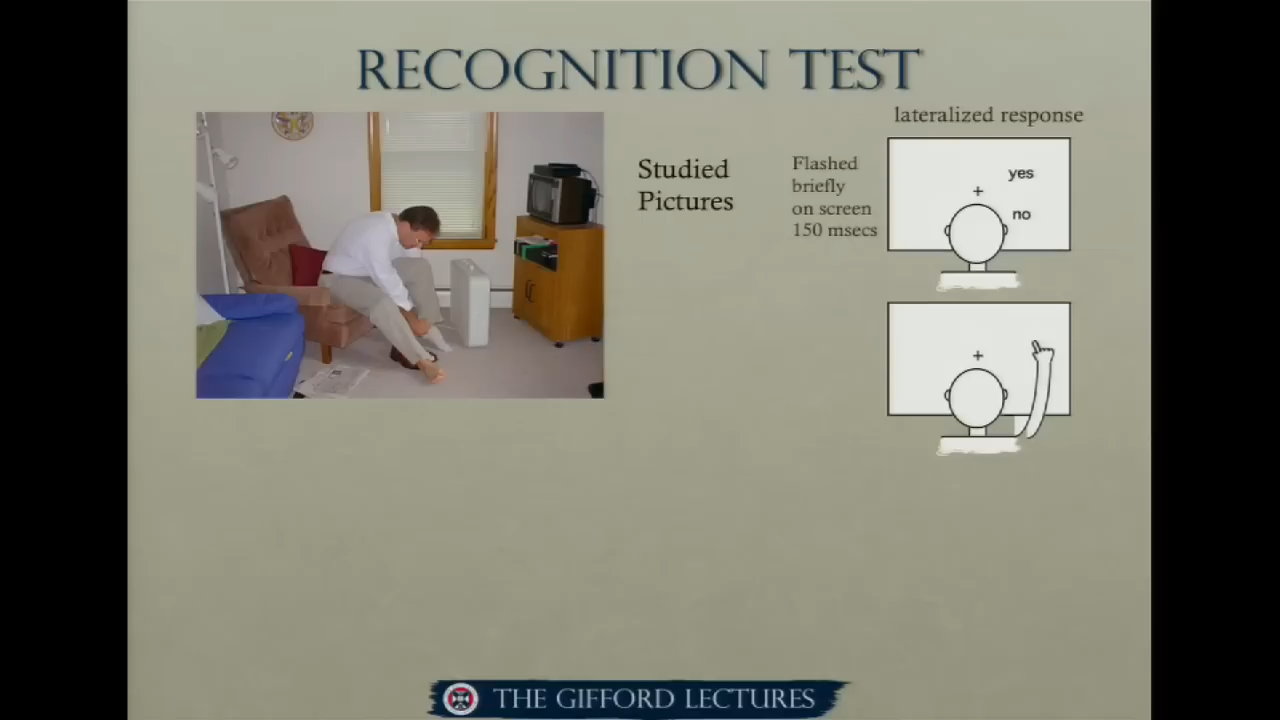 RECOGNITION TEST
lateralized response
Studied
Pictures
Flashed
briefly
on screen
150 msecs
yes
+
no
+
THE GIFFORD LECTURES